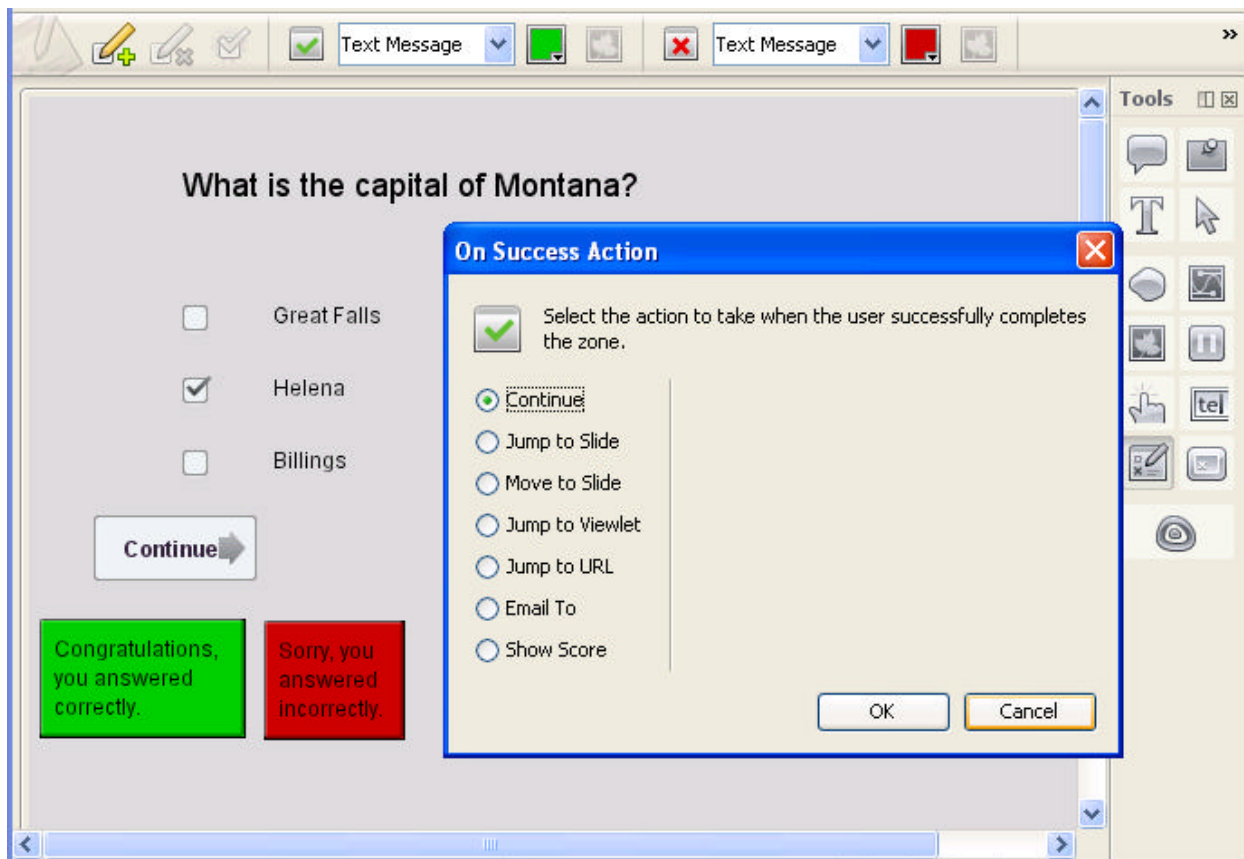 Text Message
Text Message
»
Tools
What is the capital of Montana?
Great Falls
Helena
Billings
Continue
Congratulations,
you answered
correctly.
Sorry, you
answered
incorrectly.
On Success Action
Select the action to take when the user successfully completes
the zone.
Continue
Jump to Slide
Move to Slide
Jump to Viewlet
Jump to URL
Email To
Show Score
OK
Cancel
T
te